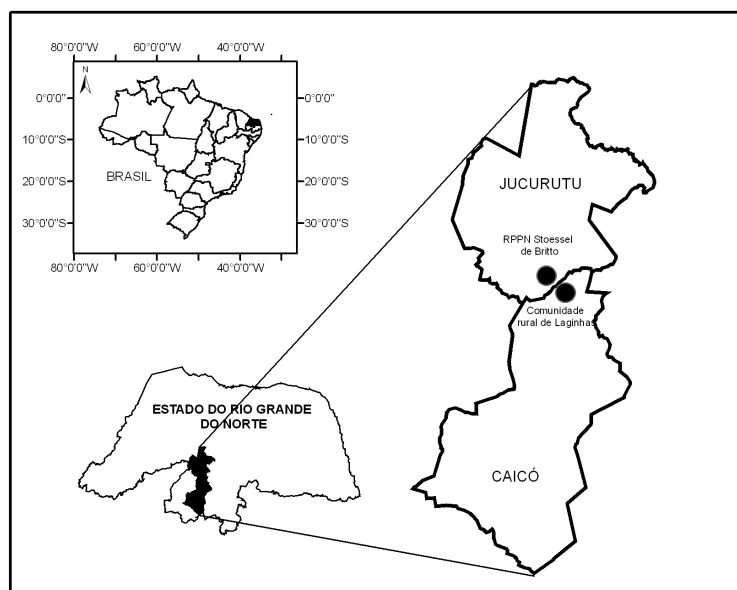 80°0'0"W 60°0'0"W 40°0'0"W
N
0°0'0"
0°0'0"
10°0'0"S
10°0'0"S
BRASIL
20°0'0"S
20°0'0"S
30°0'0"S
30°0'0"S
80°0'0"W 60°0'0"W 40°0'0"W
JUCURUTU
RPPN Stoessel
de Britto
Comunidade
rural de Laginhas
ESTADO DO RIO GRANDE
DO NORTE
CAICÓ